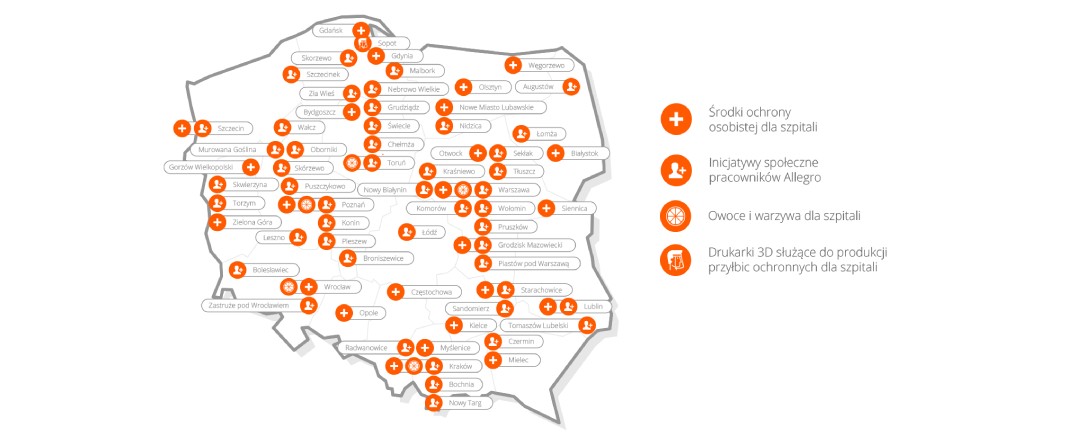 Gdańsk
Sopot
Gdynia
Skorzewo
Węgorzewo
Malbork
Szczecinek
Olsztyn
Augustów
Nebrowo Wielkie
Zła Wieś
Grudziądz
Nowe Miasto Lubawskie
Bydgoszcz
Świecie
Nidzica
Szczecin
Wałcz
Łomża
Chełmża
Murowana Goślina
Oborniki
Otwock
Sekłak
Białystok
Toruń
Gorzów Wielkopolski
Skórzewo
Kraśniewo
Tłuszcz
Skwierzyna
Puszczykowo
Nowy Białynin
Warszawa
Torzym
Poznań
Komorów
Wołomin
Siennica
Zielona Góra
Konin
Pruszków
Leszno
Łódź
Pleszew
Grodzisk Mazowiecki
Broniszewice
Piastów pod Warszawą
Bolesławiec
Wrocław
Częstochowa
Starachowice
Zastruże pod Wrocławiem
Sandomierz
Lublin
Opole
Kielce
Tomaszów Lubelski
Radwanowice
Myślenice
Czermin
Kraków
Mielec
Bochnia
Nowy Targ
Środki ochrony
osobistej dla szpitali
Inicjatywy społeczne
pracowników Allegro
Owoce i warzywa dla szpitali
Drukarki 3D służące do produkcji
przyłbic ochronnych dla szpitali